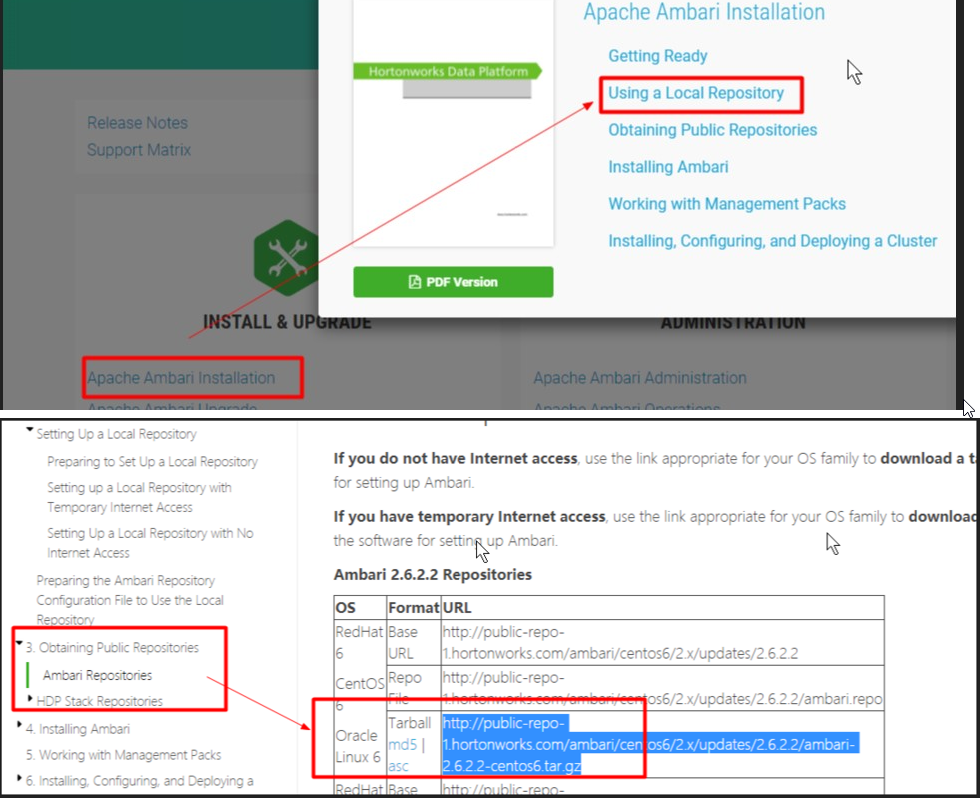 Apache Ambari Installation
Getting Ready
Hortonworks Data Platform
Using a Local Repository
Release Notes
Obtaining Public Repositories
Support Matrix
Installing Ambari
Working with Management Packs
Installing, Configuring, and Deploying a Cluster
PDF Version
INSTALL & UPGRADE
ADMINISTRATION
Apache Ambari Installation
Apache Ambari Administration
Apache Ambari Upgrade
Apache Ambari Operations
Setting Up a Local Repository
Preparing to Set Up a Local Repository
Setting up a Local Repository with
Temporary Internet Access
Setting Up a Local Repository with No
Internet Access
Preparing the Ambari Repository
Configuration File to Use the Local
Repository
3. Obtaining Public Repositories
Ambari Repositories
HDP Stack Repositories
4. Installing Ambari
5. Working with Management Packs
6. Installing, Configuring, and Deploying a
If you do not have Internet access, use the link appropriate for your OS family to download a
for setting up Ambari.
If you have temporary Internet access, use the link appropriate for your OS family to download
the software for setting up Ambari.
Ambari 2.6.2.2 Repositories
OS Format URL
RedHat 6
CentOS 6
Oracle Linux 6
Base URL
http://public-repo-
1.hortonworks.com/ambari/centos6/2.x/updates/2.6.2.2
Repo File
http://public-repo-
1.hortonworks.com/ambari/centos6/2.x/updates/2.6.2.2/ambari.repo
Tarball
md5 |
asc
http://public-repo-
1.hortonworks.com/ambari/centos6/2.x/updates/2.6.2.2/ambari-
2.6.2.2-centos6.tar.gz
RedHat Base http://public-repo-